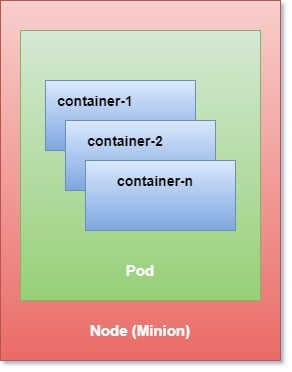 container-1
container-2
container-n
Pod
Node (Minion)